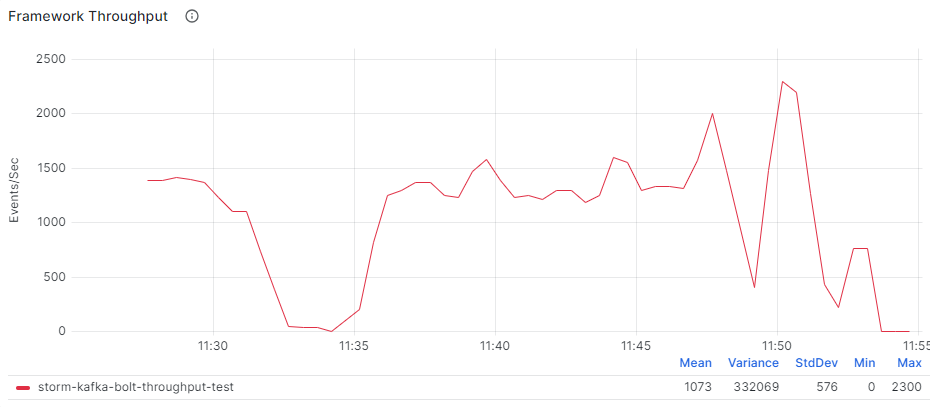 Framework Throughput
2500
2000
1500
1000
500
0
Events/Sec
11:30 11:35 11:40 11:45 11:50 11:55
Mean Variance StdDev Min Max
storm-kafka-bolt-throughput-test 1073 332069 576 0 2300